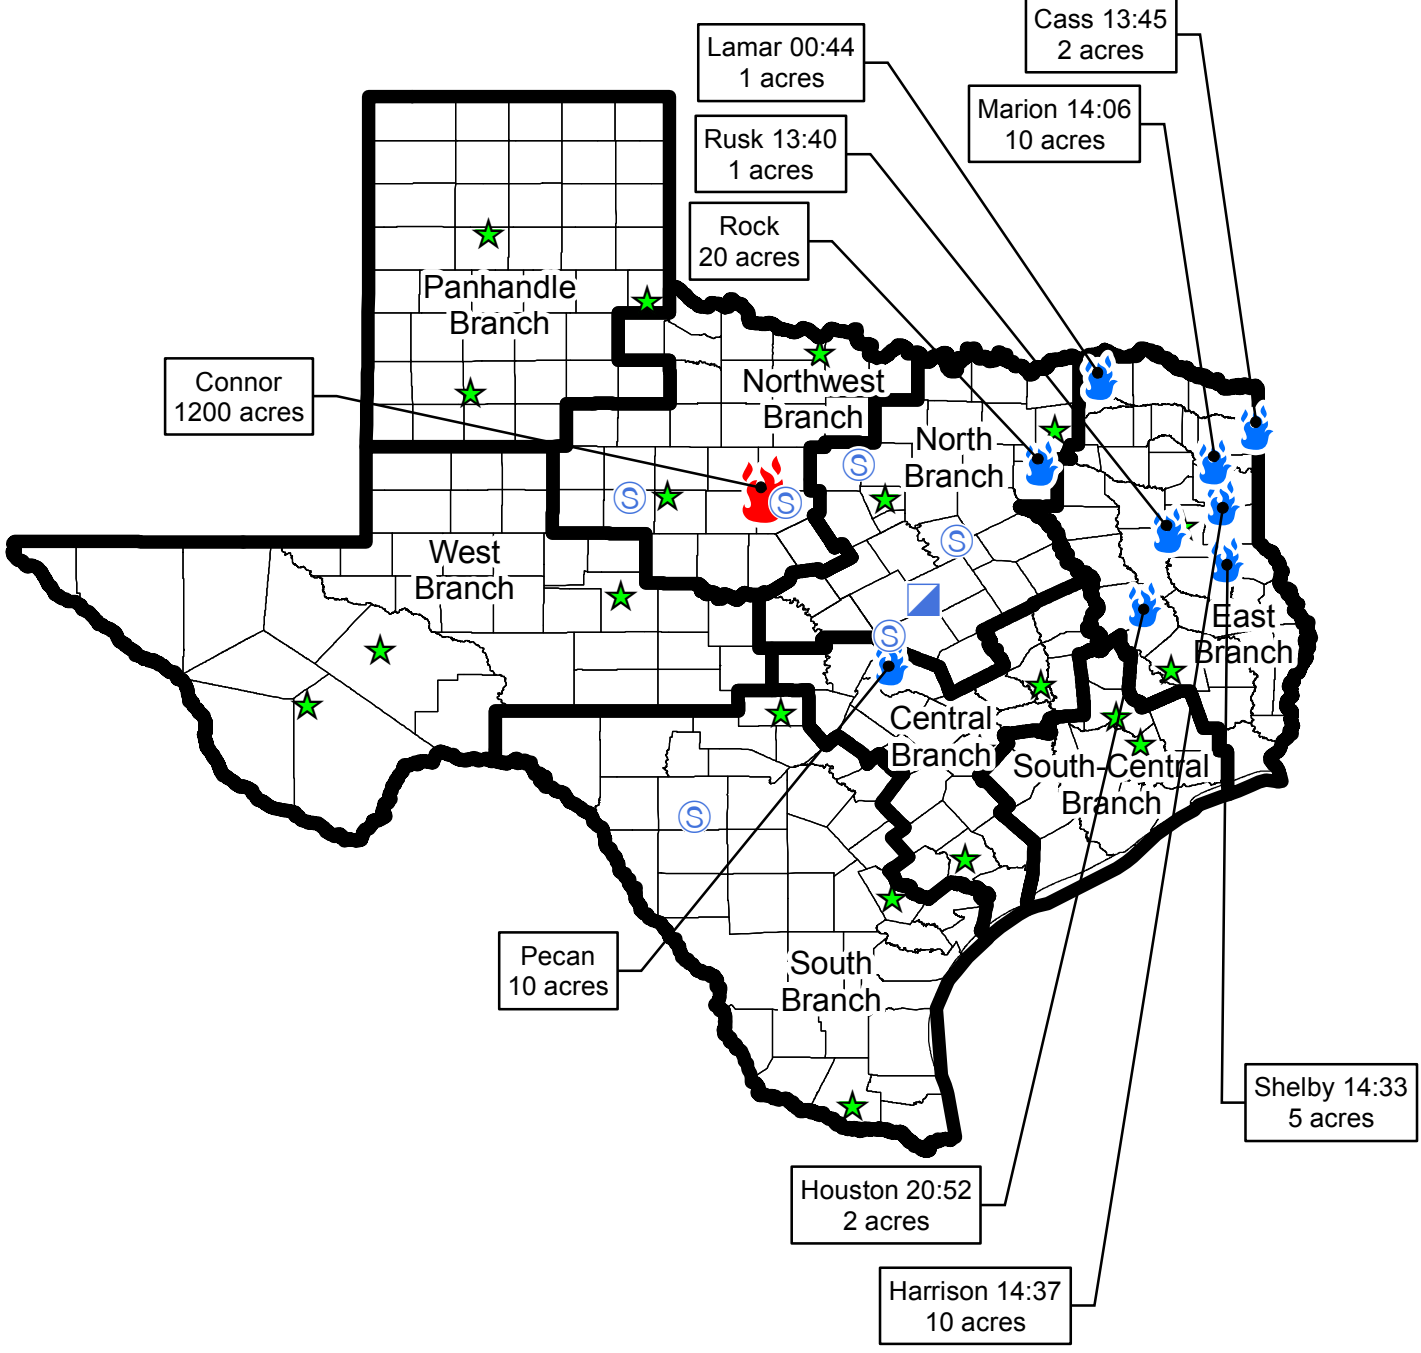 Cass 13:45
2 acres
Lamar 00:44
1 acres
Marion 14:06
10 acres
Rusk 13:40
1 acres
Rock
20 acres
Panhandle
Branch
Connor
1200 acres
Northwest
Branch
North
Branch
S
S
S
S
West
Branch
S
East
Branch
Central
Branch
South-Central
Branch
S
Pecan
10 acres
South
Branch
Shelby 14:33
5 acres
Houston 20:52
2 acres
Harrison 14:37
10 acres